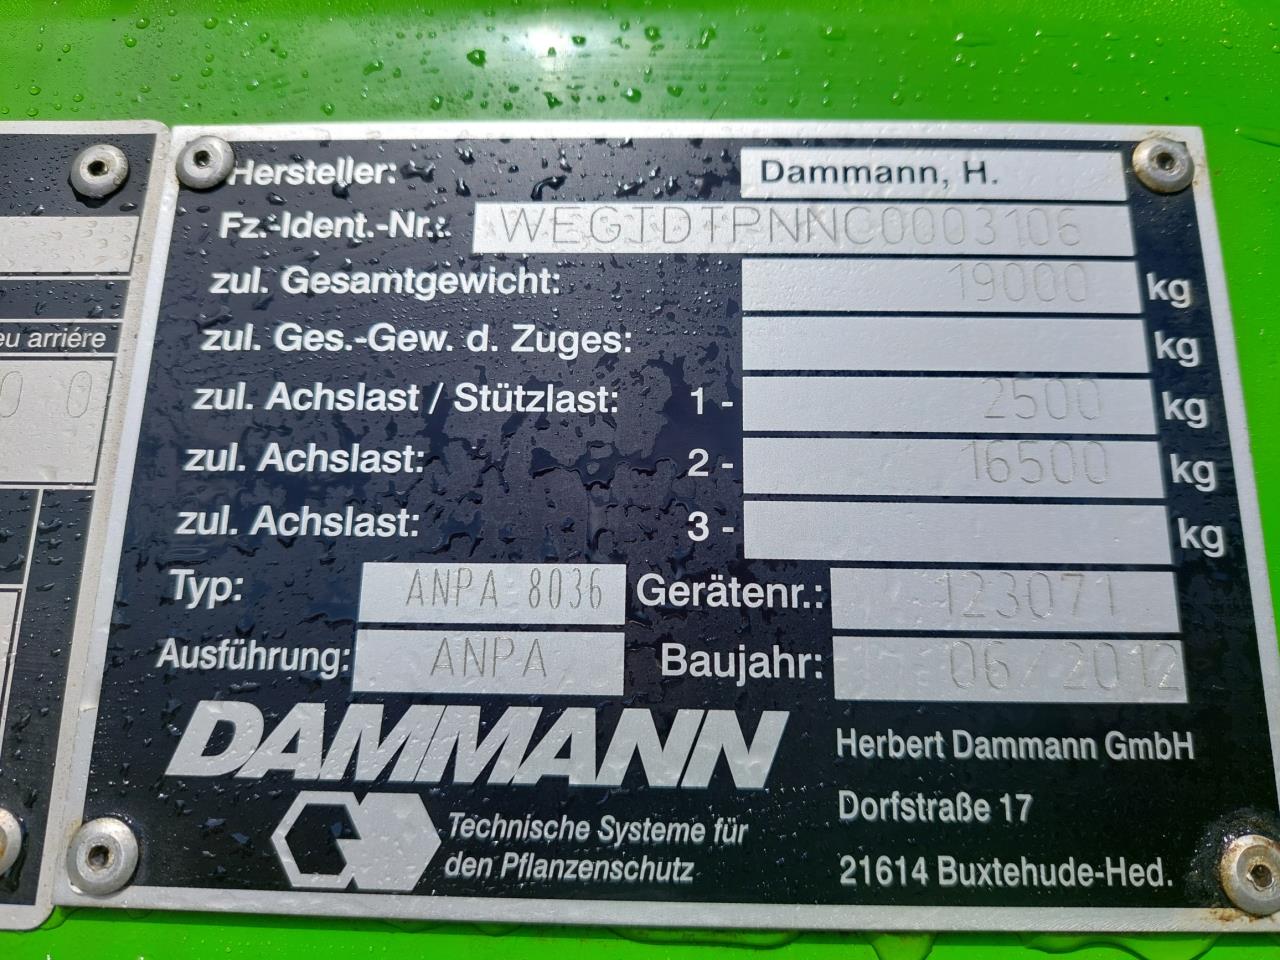 Hersteller: Dammann, H.
Fz.-Ident.-Nr.: WEGTDTPNNC0003106
zul. Gesamtgewicht: 19000 kg
zul. Ges.-Gew. d. Zuges: kg
zul. Achslast / Stützlast: 1 - 2500 kg
zul. Achslast: 2 - 16500 kg
zul. Achslast: 3 - kg
Typ: ANPA 8036 Gerätenr.: 123071
Ausführung: ANPA Baujahr: 06/2012
DAMMANN
Technische Systeme für
den Pflanzenschutz
Herbert Dammann GmbH
Dorfstraße 17
21614 Buxtehude-Hed.
arriére